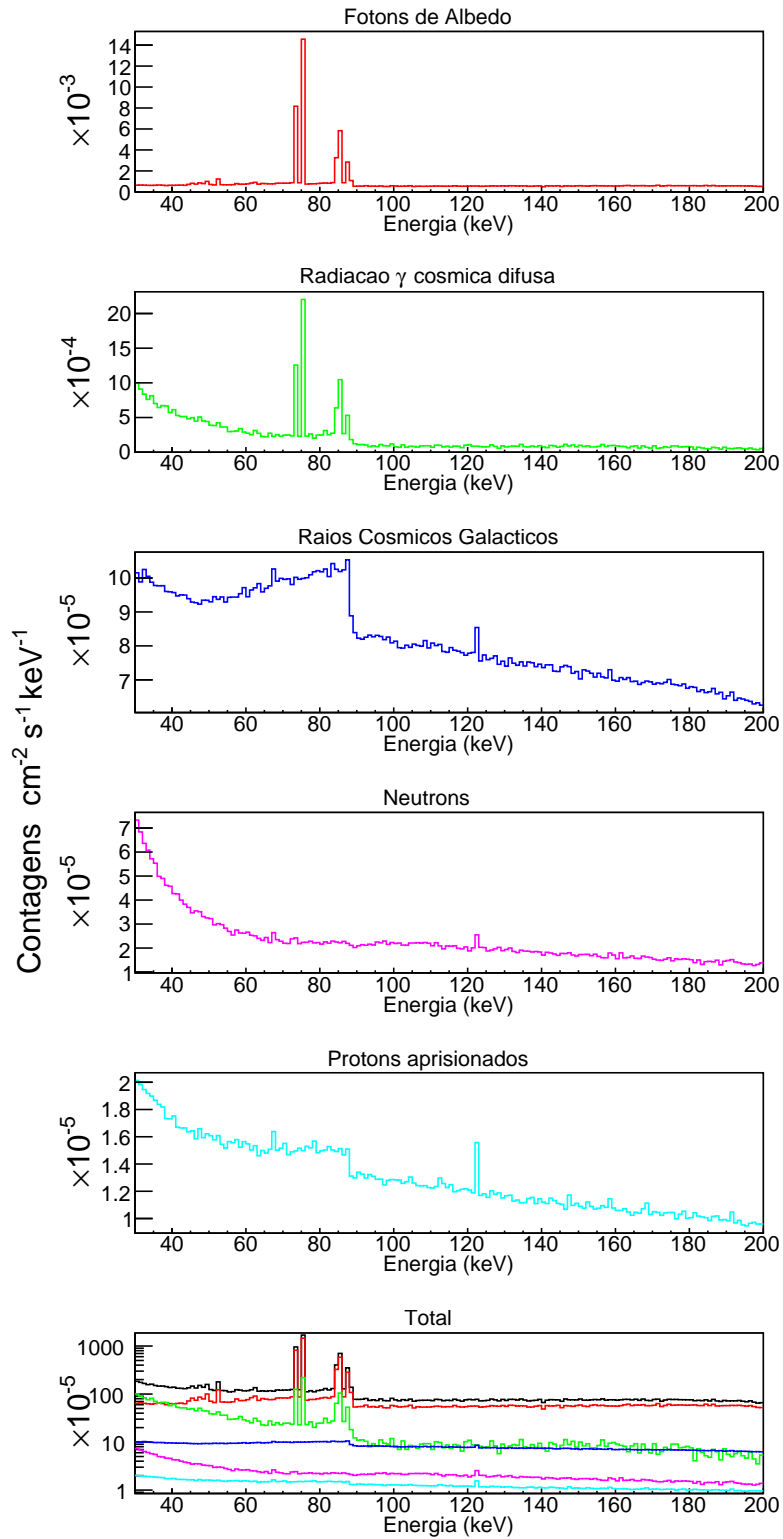 Fotons de Albedo
×10⁻³
14
12
10
8
6
4
2
0
40 60 80 100 120 140 160 180 200
Energia (keV)
Radiacao γ cosmica difusa
×10⁻⁴
20
15
10
5
0
40 60 80 100 120 140 160 180 200
Energia (keV)
Raios Cosmicos Galacticos
×10⁻⁵
10
9
8
7
40 60 80 100 120 140 160 180 200
Energia (keV)
Contagens cm⁻² s⁻¹ keV⁻¹
Neutrons
×10⁻⁵
7
6
5
4
3
2
1
40 60 80 100 120 140 160 180 200
Energia (keV)
Protons aprisionados
×10⁻⁵
2
1.8
1.6
1.4
1.2
1
40 60 80 100 120 140 160 180 200
Energia (keV)
Total
×10⁻⁵
1000
100
10
1
40 60 80 100 120 140 160 180 200
Energia (keV)